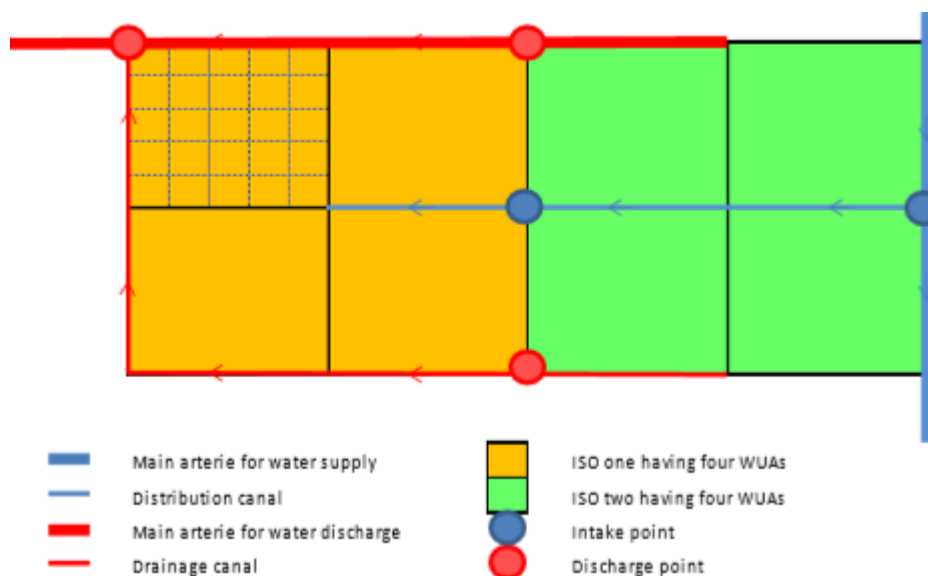 Main arterie for water supply
Distribution canal
Main arterie for water discharge
Drainage canal
ISO one having four WUAs
ISO two having four WUAs
Intake point
Discharge point